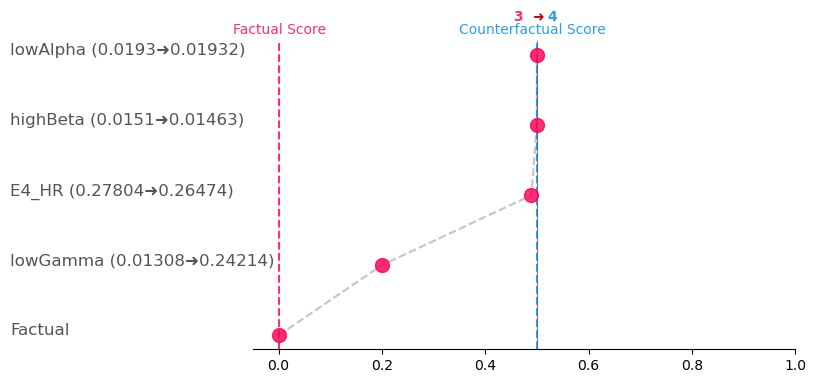 3 ➔ 4
Factual Score Counterfactual Score
lowAlpha (0.0193➔0.01932)
highBeta (0.0151➔0.01463)
E4_HR (0.27804➔0.26474)
lowGamma (0.01308➔0.24214)
Factual
0.0 0.2 0.4 0.6 0.8 1.0